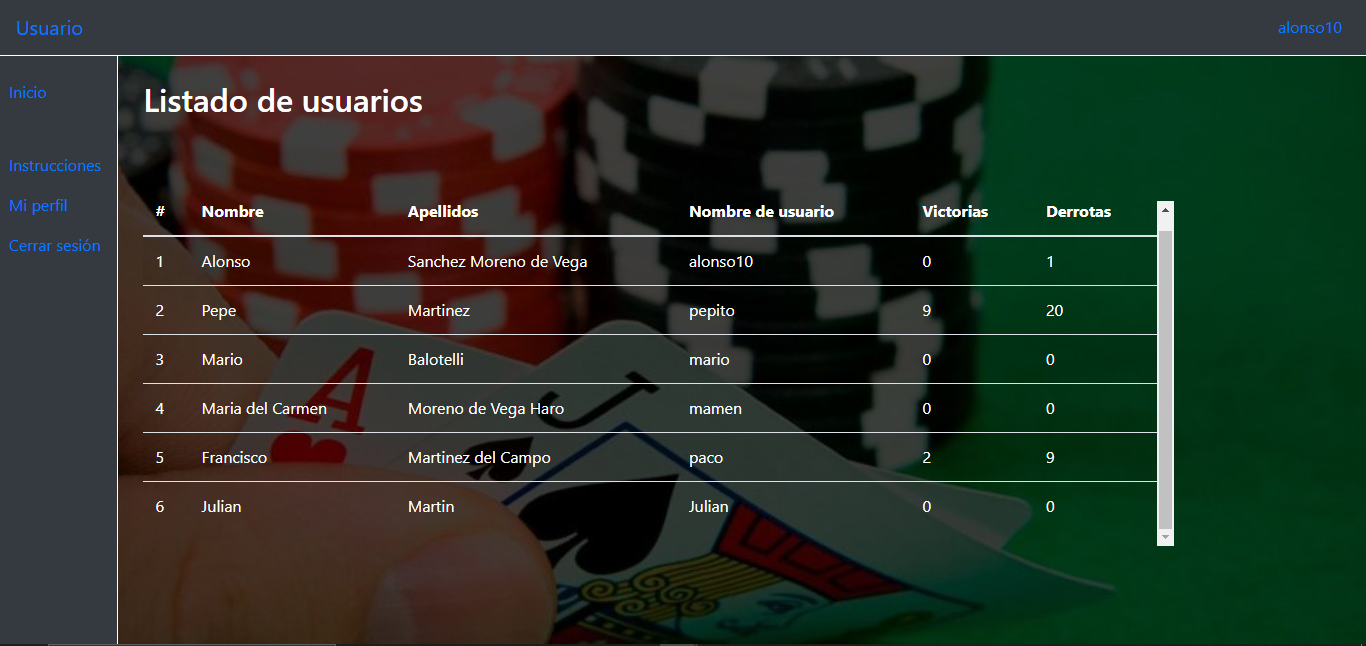 Usuario alonso10
Inicio
Instrucciones
Mi perfil
Cerrar sesión
Listado de usuarios
# Nombre Apellidos Nombre de usuario Victorias Derrotas
1 Alonso Sanchez Moreno de Vega alonso10 0 1
2 Pepe Martinez pepito 9 20
3 Mario Balotelli mario 0 0
4 Maria del Carmen Moreno de Vega Haro mamen 0 0
5 Francisco Martinez del Campo paco 2 9
6 Julian Martin Julian 0 0
A
J